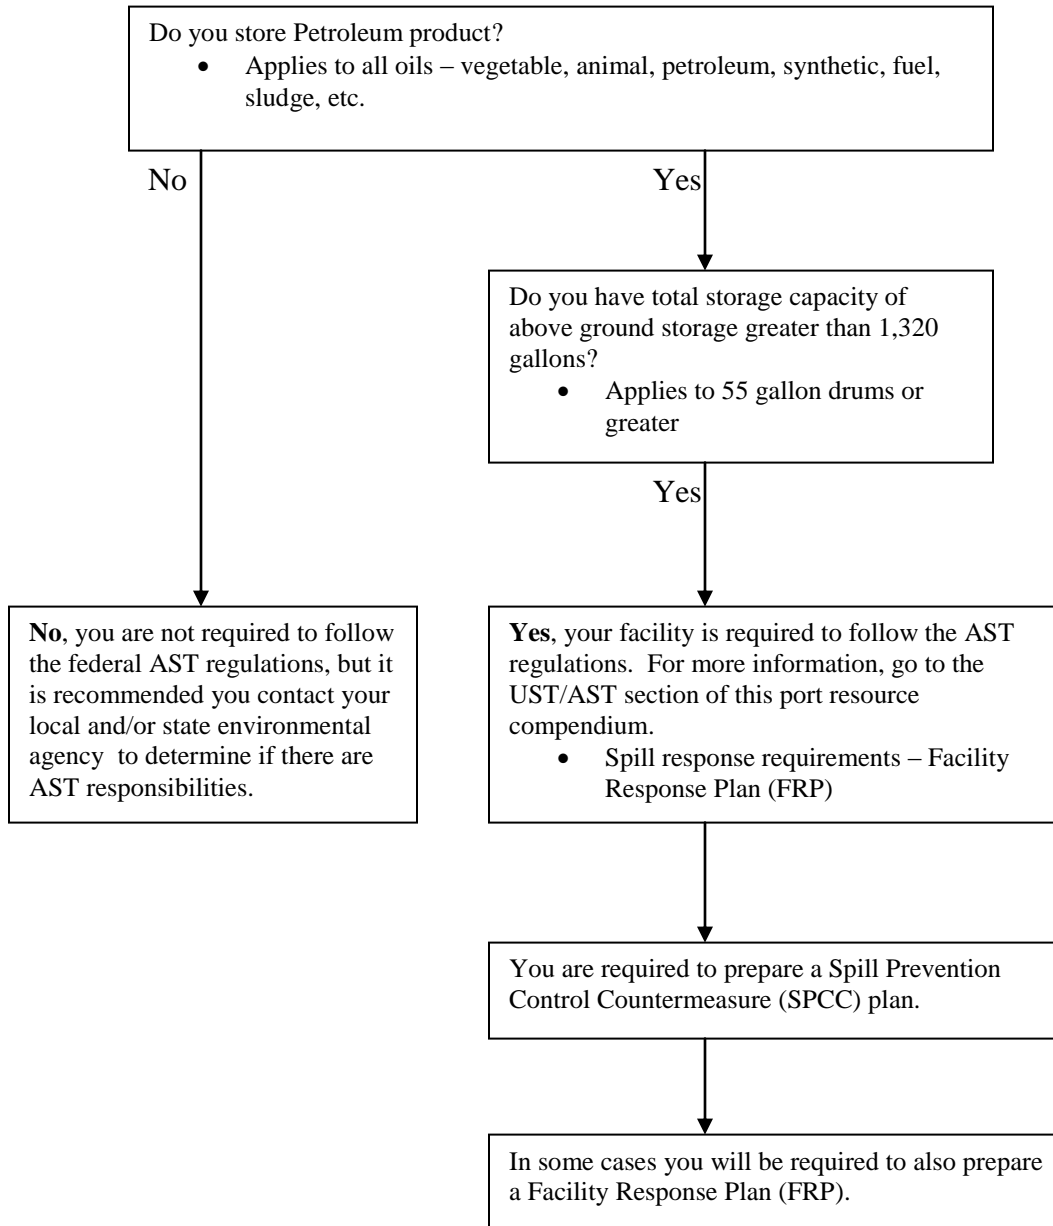 Do you store Petroleum product?
• Applies to all oils – vegetable, animal, petroleum, synthetic, fuel,
sludge, etc.
No
Yes
Do you have total storage capacity of
above ground storage greater than 1,320
gallons?
• Applies to 55 gallon drums or
greater
Yes
No, you are not required to follow
the federal AST regulations, but it
is recommended you contact your
local and/or state environmental
agency to determine if there are
AST responsibilities.
Yes, your facility is required to follow the AST
regulations. For more information, go to the
UST/AST section of this port resource
compendium.
• Spill response requirements – Facility
Response Plan (FRP)
You are required to prepare a Spill Prevention
Control Countermeasure (SPCC) plan.
In some cases you will be required to also prepare
a Facility Response Plan (FRP).